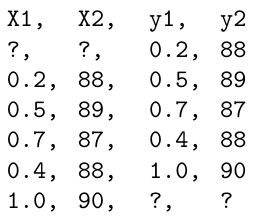 X1, X2, y1, y2
?, ?, 0.2, 88
0.2, 88, 0.5, 89
0.5, 89, 0.7, 87
0.7, 87, 0.4, 88
0.4, 88, 1.0, 90
1.0, 90, ?, ?